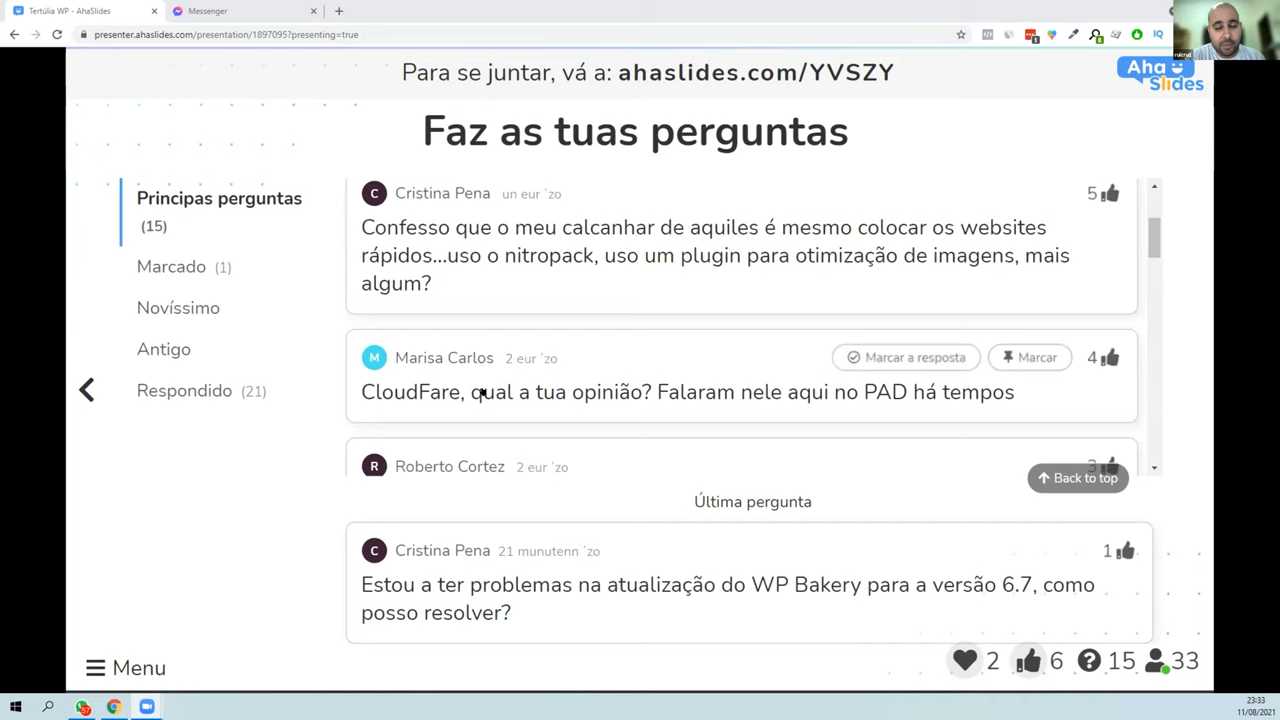 Tertúlia WP - AhaSlides
Messenger
presenter.ahaslides.com/presentation/1897095?presenting=true
Para se juntar, vá a: ahaslides.com/YVSZY
Aha
Slides
Faz as tuas perguntas
Principas perguntas
(15)
Marcado (1)
Novíssimo
Antigo
Respondido (21)
C Cristina Pena un eur ʻzo 5
Confesso que o meu calcanhar de aquiles é mesmo colocar os websites
rápidos...uso o nitropack, uso um plugin para otimização de imagens, mais
algum?
M Marisa Carlos 2 eur ʻzo Marcar a resposta Marcar 4
CloudFare, qual a tua opinião? Falaram nele aqui no PAD há tempos
R Roberto Cortez 2 eur ʻzo 3
Back to top
Última pergunta
C Cristina Pena 21 munutenn ʻzo 1
Estou a ter problemas na atualização do WP Bakery para a versão 6.7, como
posso resolver?
Menu
2 6 15 33
23:33
11/08/2021